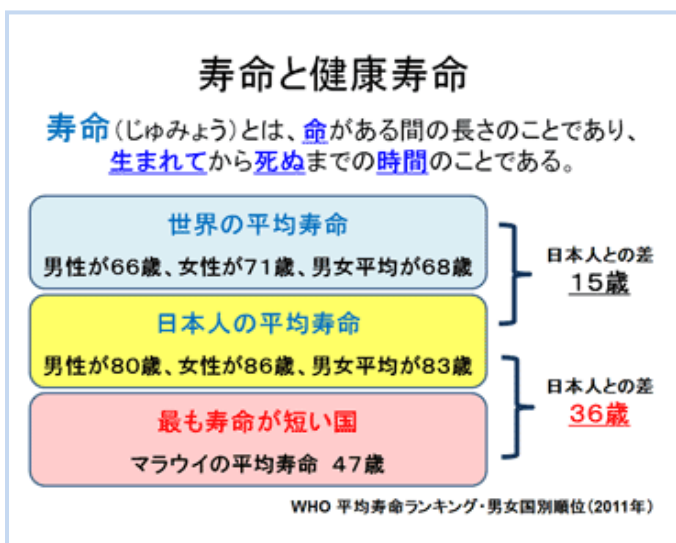 寿命と健康寿命
寿命(じゅみょう)とは、命がある間の長さのことであり、
生まれてから死ぬまでの時間のことである。
世界の平均寿命
男性が66歳、女性が71歳、男女平均が68歳
日本人との差
15歳
日本人の平均寿命
男性が80歳、女性が86歳、男女平均が83歳
日本人との差
36歳
最も寿命が短い国
マラウイの平均寿命 47歳
WHO 平均寿命ランキング・男女国別順位(2011年)